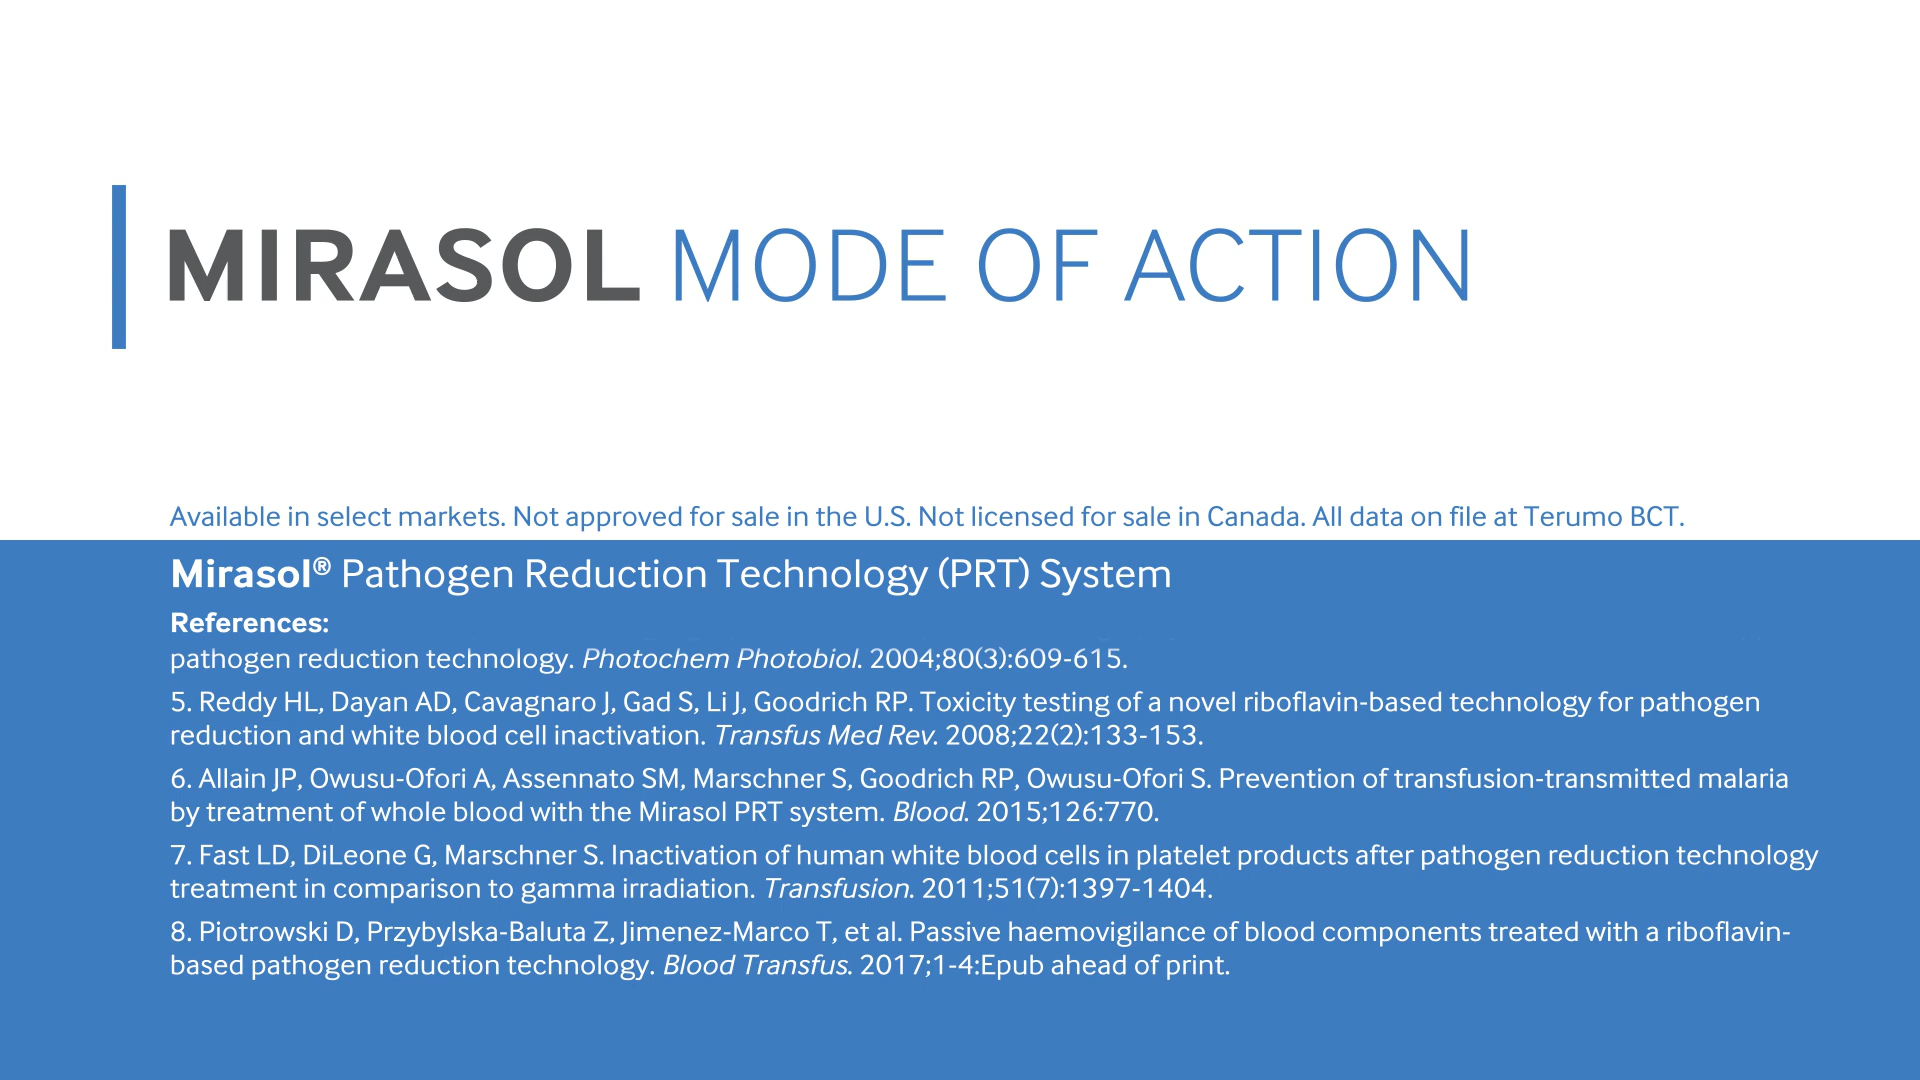 MIRASOL MODE OF ACTION
Available in select markets. Not approved for sale in the U.S. Not licensed for sale in Canada. All data on file at Terumo BCT.
Mirasol® Pathogen Reduction Technology (PRT) System
References:
pathogen reduction technology. Photochem Photobiol. 2004;80(3):609-615.
5. Reddy HL, Dayan AD, Cavagnaro J, Gad S, Li J, Goodrich RP. Toxicity testing of a novel riboflavin-based technology for pathogen
reduction and white blood cell inactivation. Transfus Med Rev. 2008;22(2):133-153.
6. Allain JP, Owusu-Ofori A, Assennato SM, Marschner S, Goodrich RP, Owusu-Ofori S. Prevention of transfusion-transmitted malaria
by treatment of whole blood with the Mirasol PRT system. Blood. 2015;126:770.
7. Fast LD, DiLeone G, Marschner S. Inactivation of human white blood cells in platelet products after pathogen reduction technology
treatment in comparison to gamma irradiation. Transfusion. 2011;51(7):1397-1404.
8. Piotrowski D, Przybylska-Baluta Z, Jimenez-Marco T, et al. Passive haemovigilance of blood components treated with a riboflavin-
based pathogen reduction technology. Blood Transfus. 2017;1-4:Epub ahead of print.